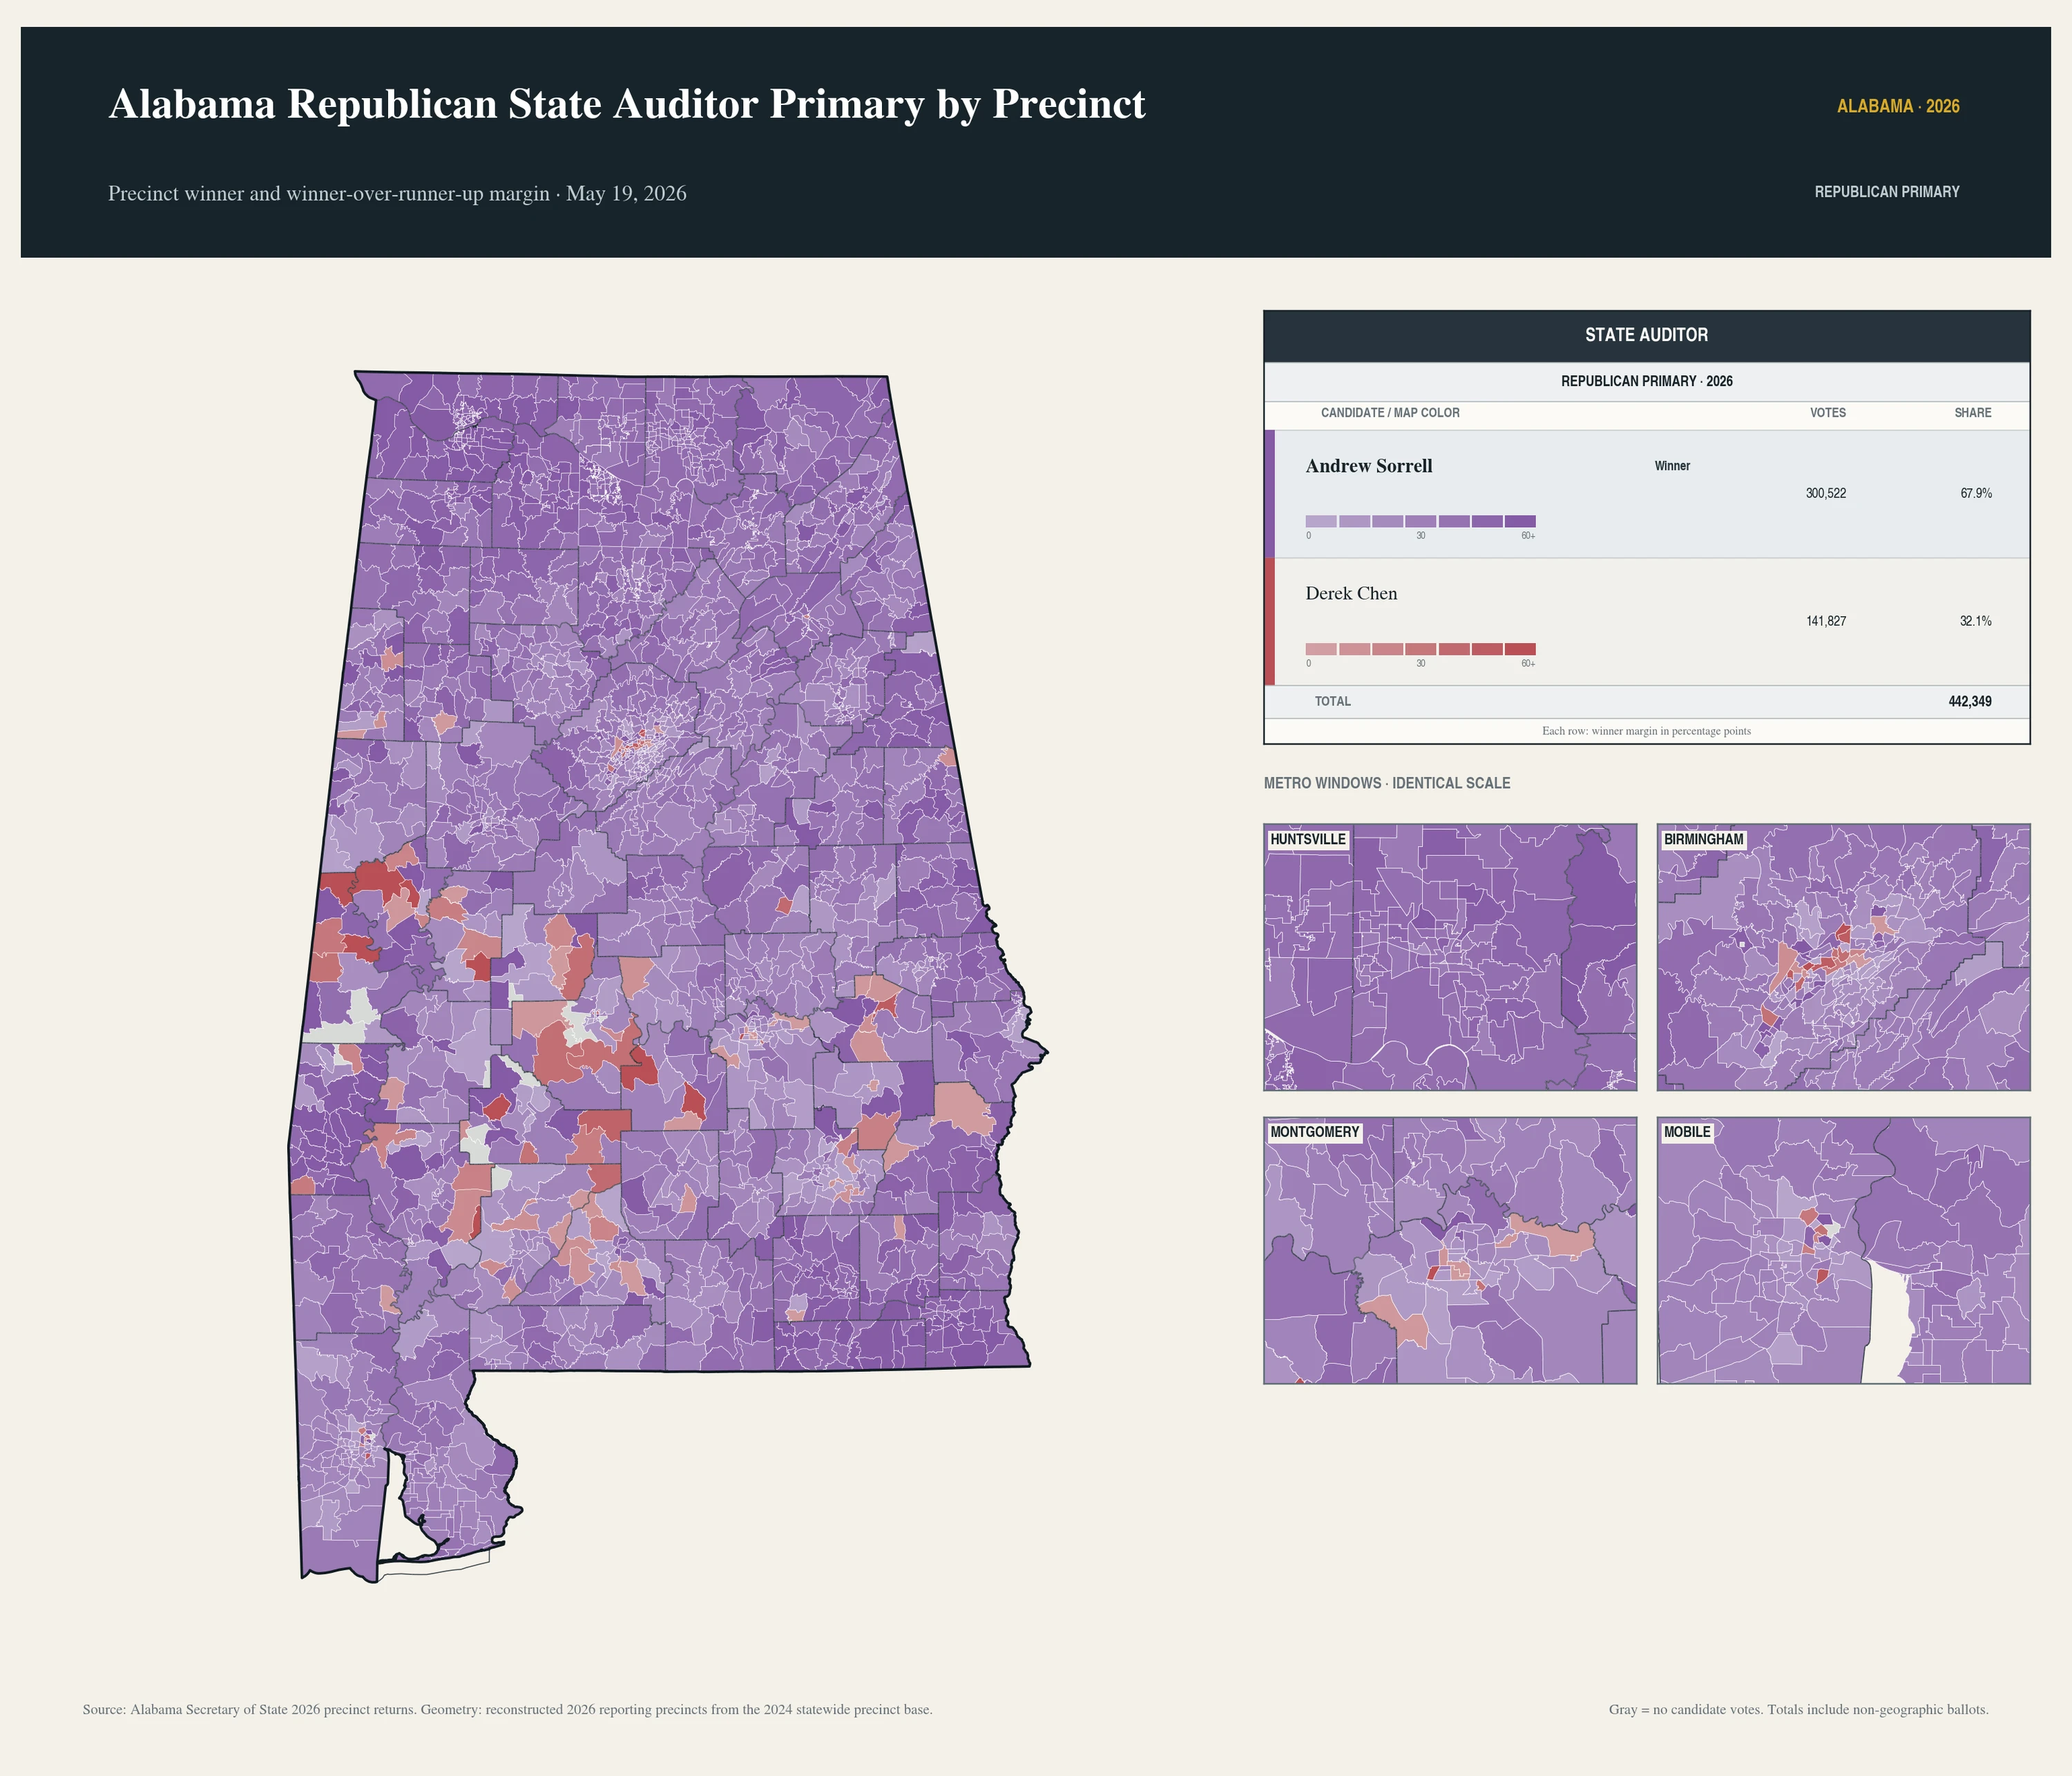 Alabama Republican State Auditor Primary by Precinct
ALABAMA · 2026
Precinct winner and winner-over-runner-up margin · May 19, 2026
REPUBLICAN PRIMARY
STATE AUDITOR
REPUBLICAN PRIMARY · 2026
CANDIDATE / MAP COLOR VOTES SHARE
Andrew Sorrell Winner
300,522 67.9%
0 30 60+
Derek Chen
141,827 32.1%
0 30 60+
TOTAL 442,349
Each row: winner margin in percentage points
METRO WINDOWS · IDENTICAL SCALE
HUNTSVILLE
BIRMINGHAM
MONTGOMERY
MOBILE
Source: Alabama Secretary of State 2026 precinct returns. Geometry: reconstructed 2026 reporting precincts from the 2024 statewide precinct base.
Gray = no candidate votes. Totals include non-geographic ballots.